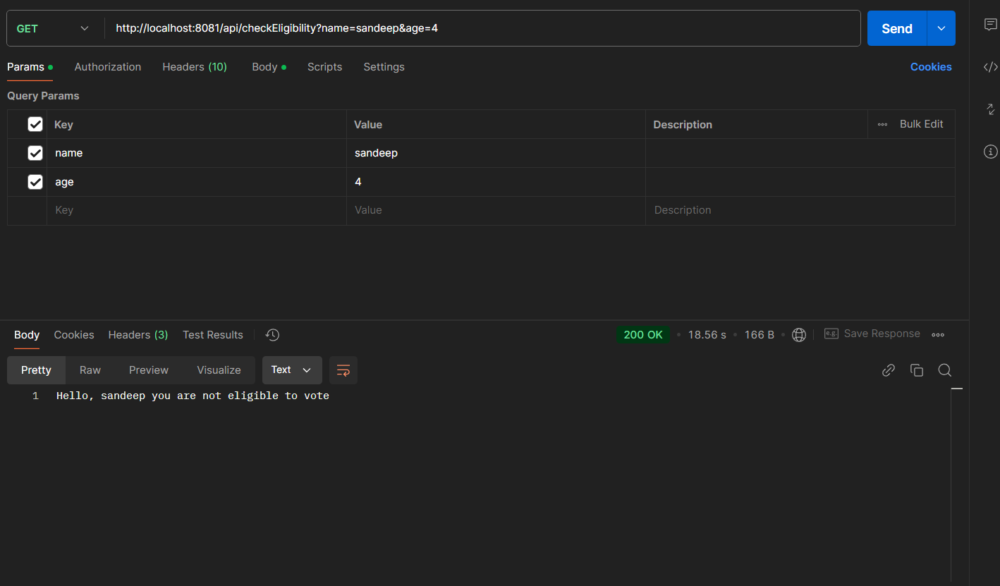 GET http://localhost:8081/api/checkEligibility?name=sandeep&age=4 Send
Params Authorization Headers (10) Body Scripts Settings Cookies
Query Params
Key Value Description Bulk Edit
name sandeep
age 4
Key Value Description
Body Cookies Headers (3) Test Results 200 OK 18.56 s 166 B e.g. Save Response
Pretty Raw Preview Visualize Text
1 Hello, sandeep you are not eligible to vote